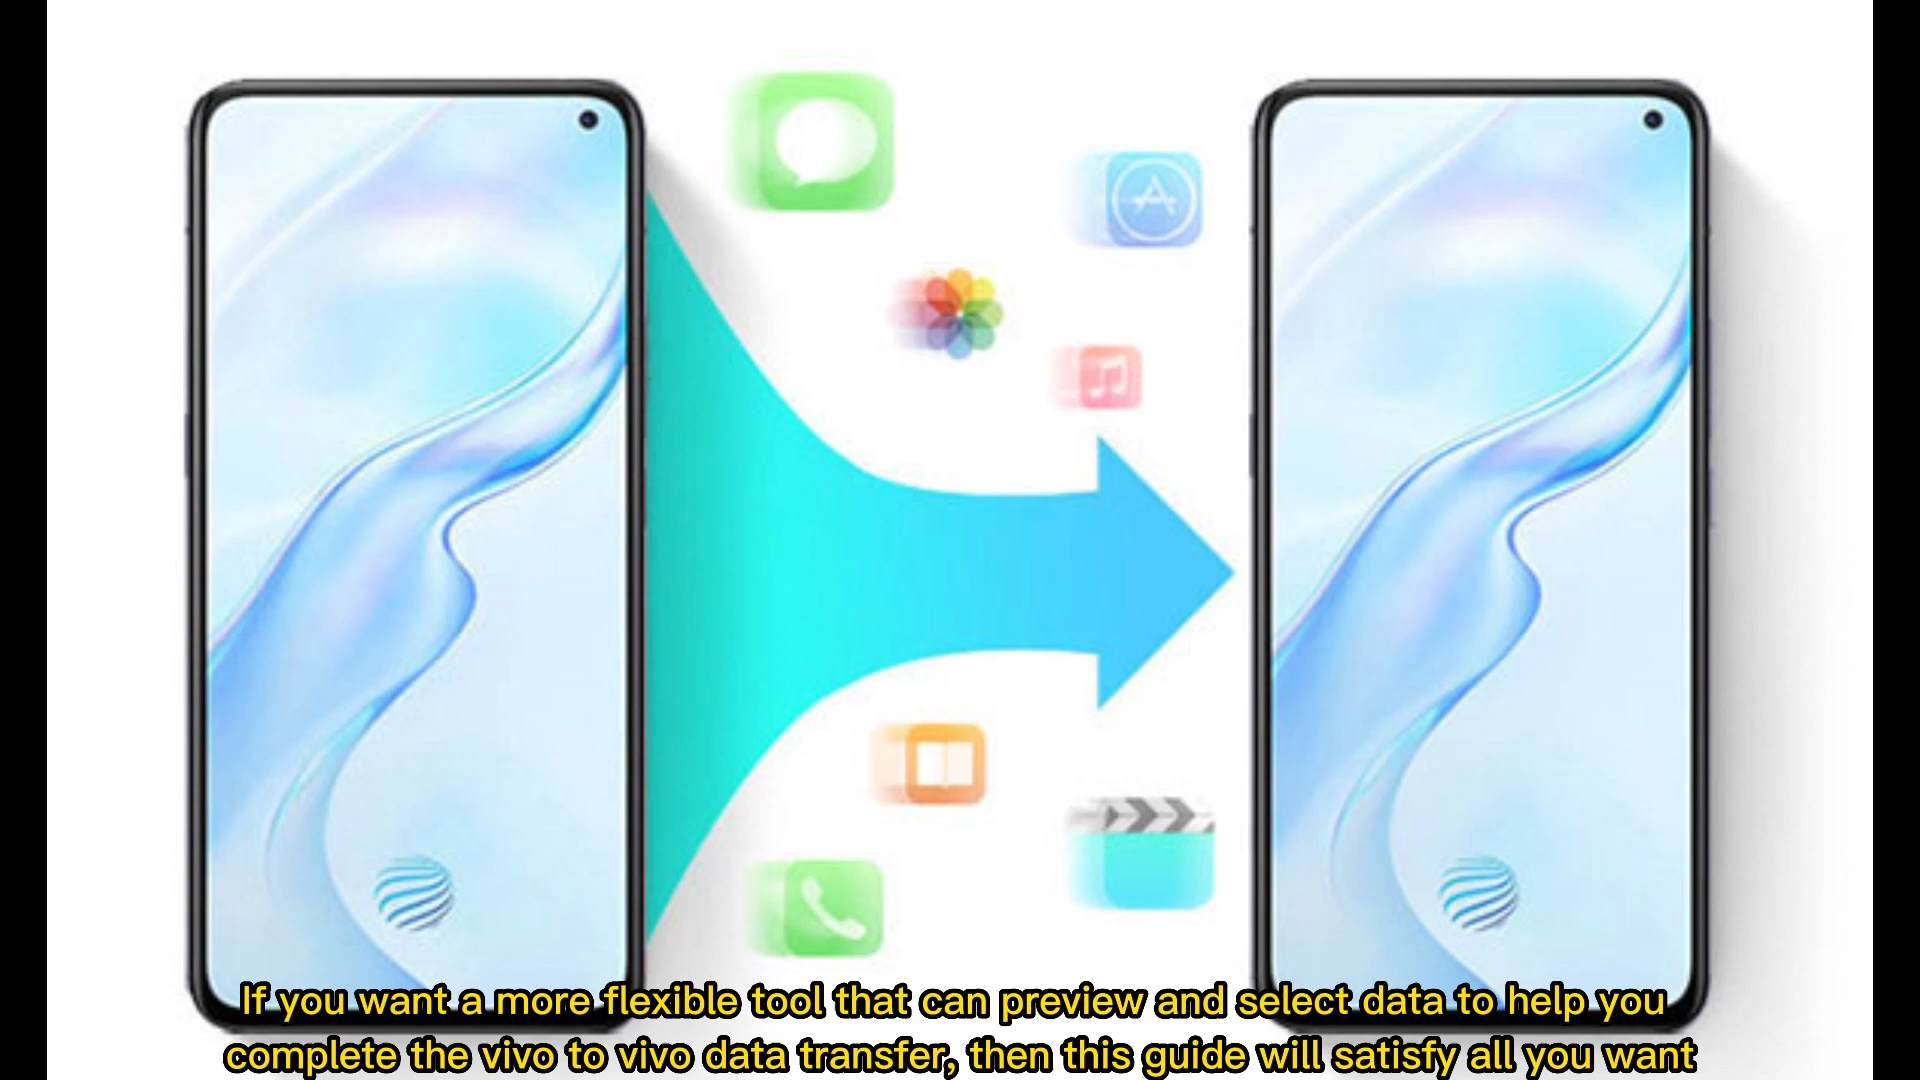 If you want a more flexible tool that can preview and select data to help you
complete the vivo to vivo data transfer, then this guide will satisfy all you want